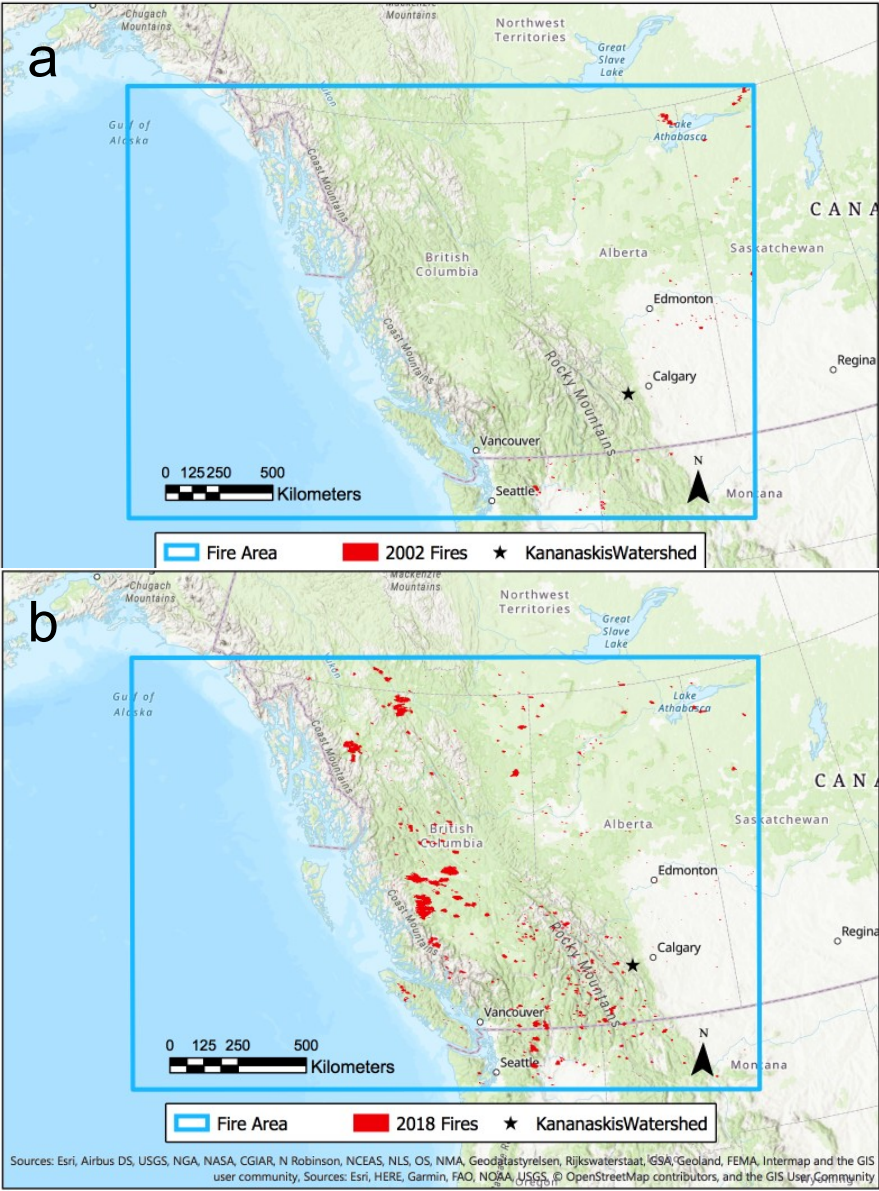 Chugach
Mountains
Mackenzie
Mountains
Northwest
Territories
a
Great
Slave
Lake
Yukon
Gulf of
Alaska
Lake
Athabasca
Coast Mountains
CANA
British
Columbia
Alberta
Saskatchewan
Edmonton
Coast Mountains
Rocky Mountains
Calgary
Regina
Vancouver
0 125 250 500
Kilometers
Seattle
N
Montana
Fire Area
2002 Fires
KananaskisWatershed
Chugach
Mountains
Mackenzie
Mountains
Northwest
Territories
b
Great
Slave
Lake
Yukon
Gulf of
Alaska
Lake
Athabasca
Coast Mountains
CANA
British
Columbia
Alberta
Saskatchewan
Edmonton
Coast Mountains
Rocky Mountains
Calgary
Regina
Vancouver
0 125 250 500
Kilometers
Seattle
N
Montana
Fire Area
2018 Fires
KananaskisWatershed
Sources: Esri, Airbus DS, USGS, NGA, NASA, CGIAR, N Robinson, NCEAS, NLS, OS, NMA, Geodatastyrelsen, Rijkswaterstaat, GSA, Geoland, FEMA, Intermap and the GIS
user community, Sources: Esri, HERE, Garmin, FAO, NOAA, USGS, © OpenStreetMap contributors, and the GIS User Community
Oregon
Wyoming